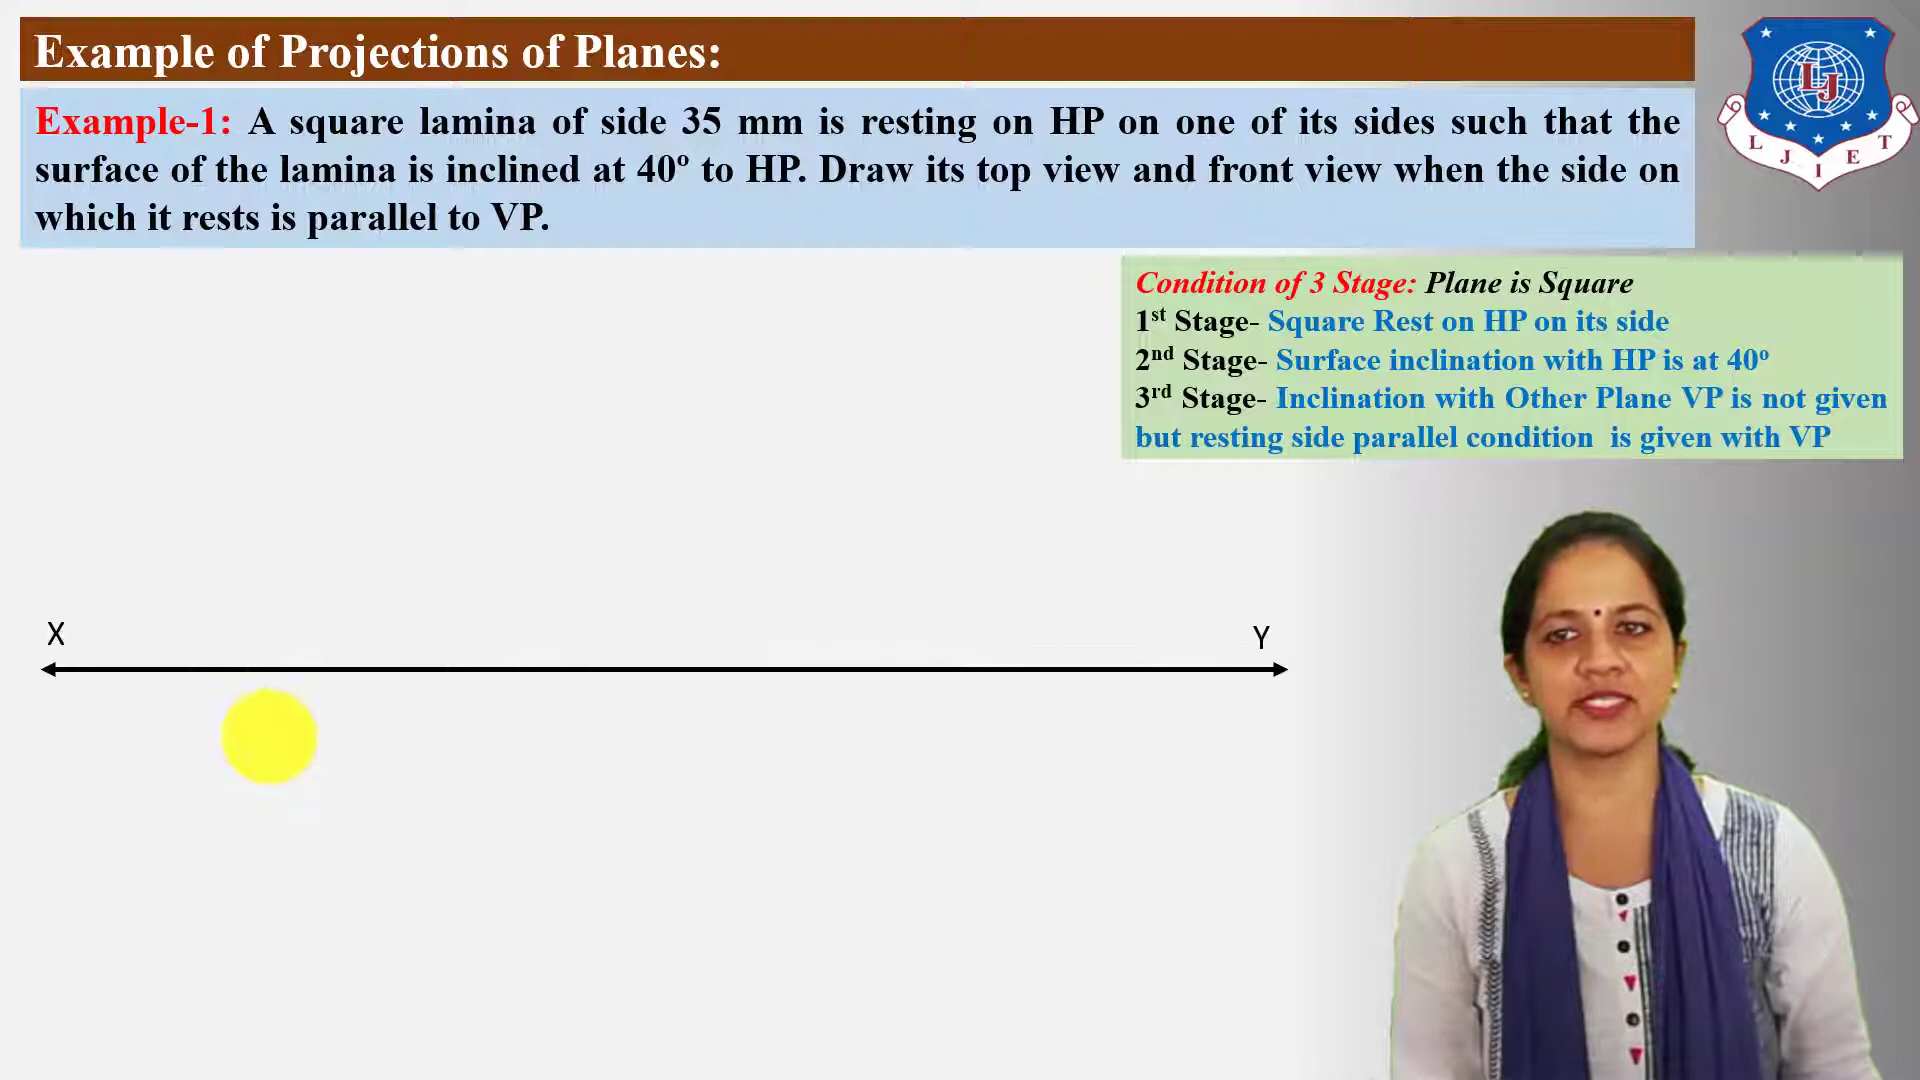 Example of Projections of Planes:
Example-1: A square lamina of side 35 mm is resting on HP on one of its sides such that the
surface of the lamina is inclined at 40º to HP. Draw its top view and front view when the side on
which it rests is parallel to VP.
L J I E T
LJ
Condition of 3 Stage: Plane is Square
1st Stage- Square Rest on HP on its side
2nd Stage- Surface inclination with HP is at 40º
3rd Stage- Inclination with Other Plane VP is not given
but resting side parallel condition is given with VP
X
Y